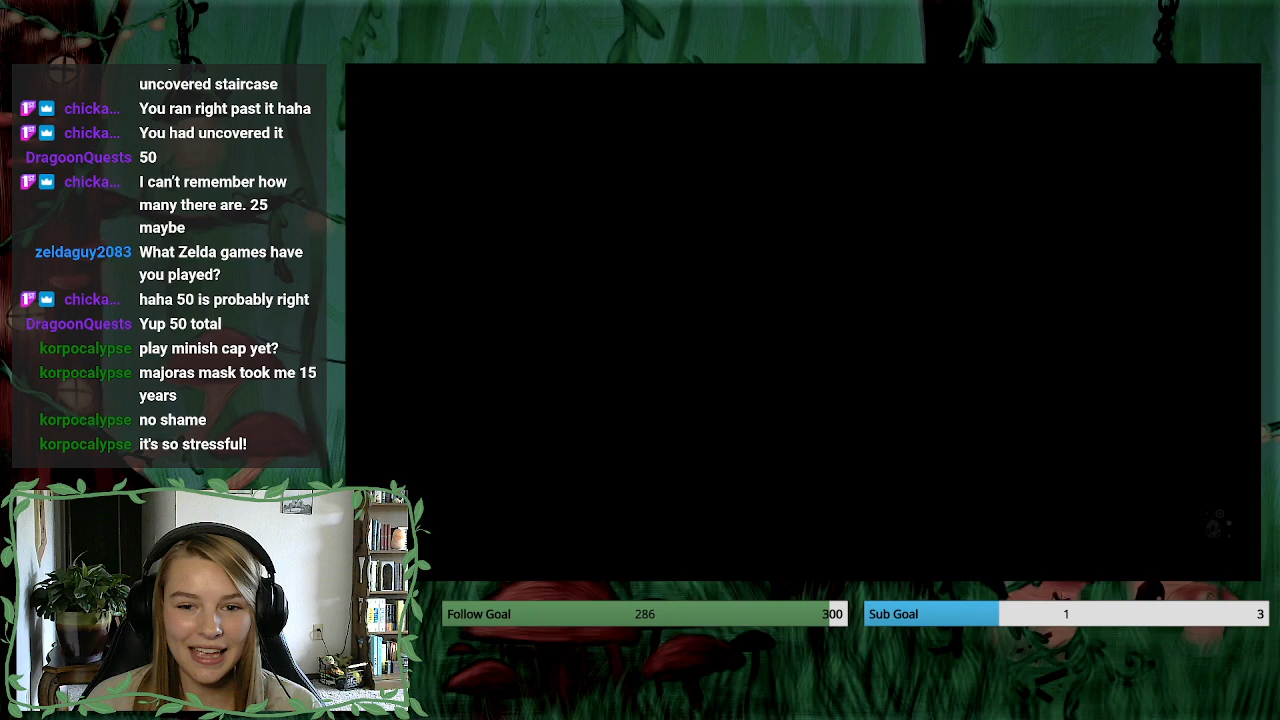 uncovered staircase
chicka... You ran right past it haha
chicka... You had uncovered it
DragoonQuests 50
chicka... I can't remember how
many there are. 25
maybe
zeldaguy2083 What Zelda games have
you played?
chicka... haha 50 is probably right
DragoonQuests Yup 50 total
korpocalypse play minish cap yet?
korpocalypse majoras mask took me 15
years
korpocalypse no shame
korpocalypse it's so stressful!
Follow Goal 286 300
Sub Goal 1 3